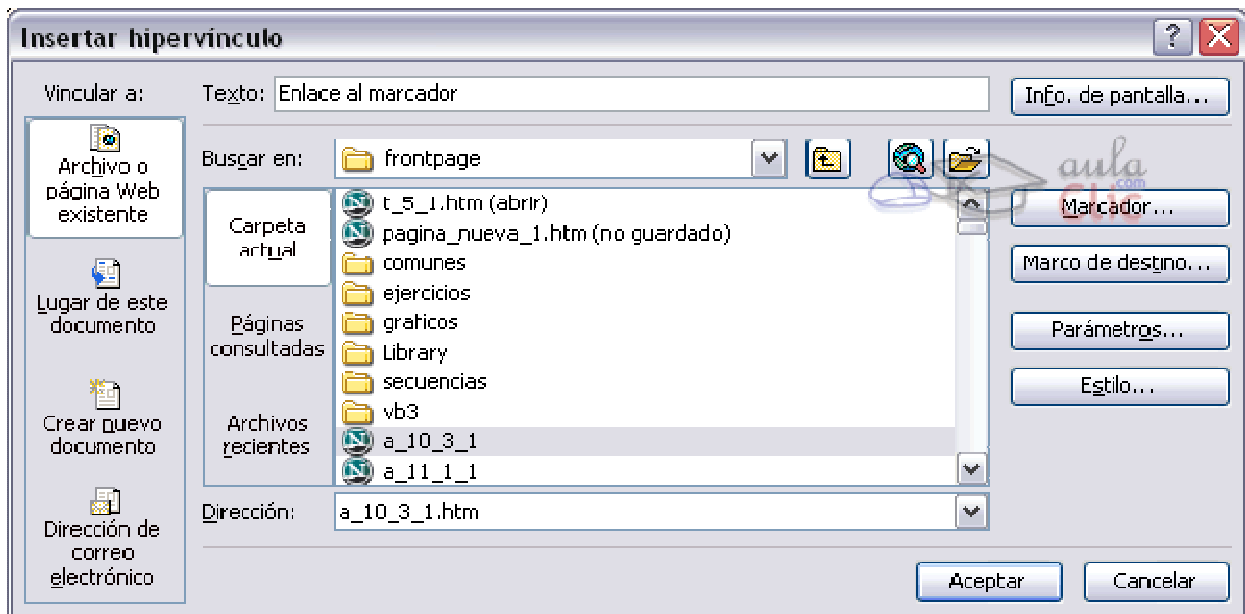 Insertar hipervínculo
Vincular a:
Texto: Enlace al marcador
Info. de pantalla...
Archivo o
página Web
existente
Lugar de este
documento
Crear nuevo
documento
Dirección de
correo
electrónico
Buscar en: frontpage
Carpeta
actual
Páginas
consultadas
Archivos
recientes
t_5_1.htm (abrir)
pagina_nueva_1.htm (no guardado)
comunes
ejercicios
graficos
Library
secuencias
vb3
a_10_3_1
a_11_1_1
Dirección: a_10_3_1.htm
aula
Clic
.com
Marcador...
Marco de destino...
Parámetros...
Estilo...
Aceptar
Cancelar